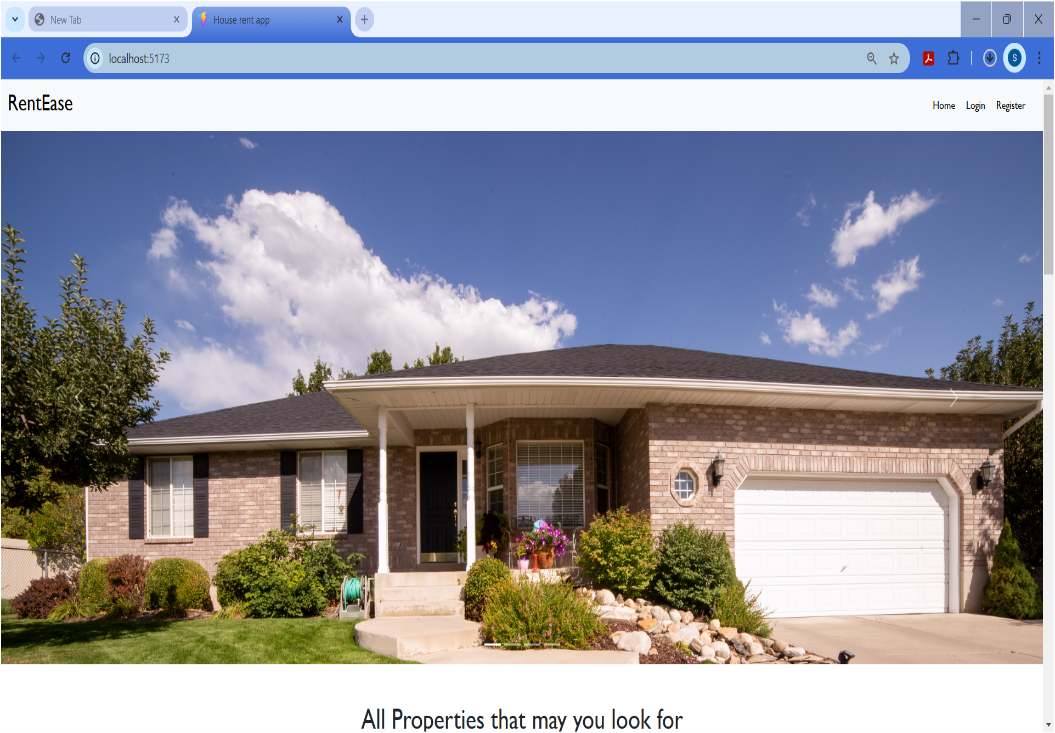 New Tab
House rent app
localhost:5173
S
RentEase
Home Login Register
All Properties that may you look for